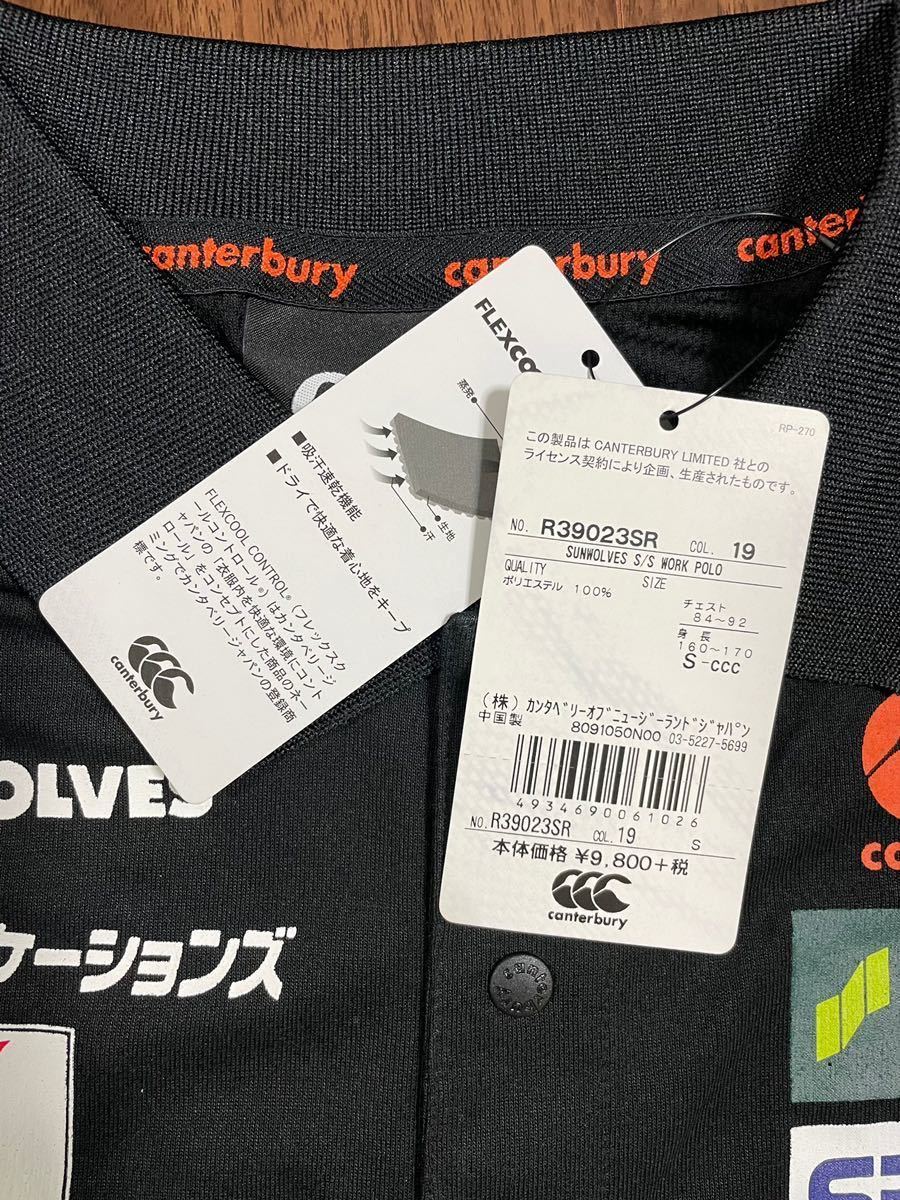 canterbury
canterbury
canterbury
FLEXCO
蒸発
生地
汗
■吸汗速乾機能
■ドライで快適な着心地をキープ
FLEXCOOL CONTROL®(フレックスク
ールコントロール®)はカンタベリージ
ャパンの「衣服内を快適な環境にコント
ロール」をコンセプトにした商品のネー
ミングでカンタベリージャパンの登録商
標です。
canterbury
RP-270
この製品は CANTERBURY LIMITED 社との
ライセンス契約により企画、生産されたものです。
NO. R39023SR COL. 19
SUNWOLVES S/S WORK POLO
QUALITY SIZE
ポリエステル 100%
チェスト
84～92
身長
160～170
S-ccc
(株)カンタベリーオブニュージーランドジャパン
中国製 8091050N00 03-5227-5699
4934690061026
NO. R39023SR COL. 19 S
本体価格 ¥9,800+税
canterbury
OLVES
ケーションズ
canterbury
co